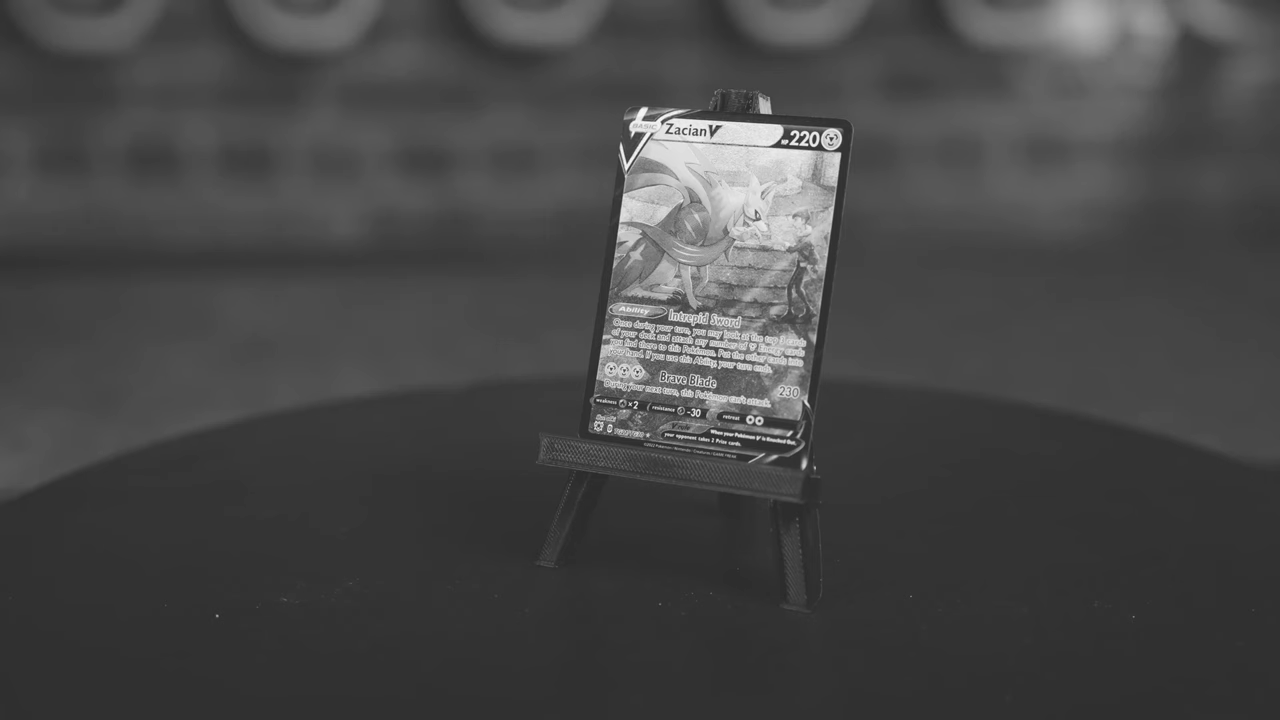 BASIC Zacian V HP 220
Ability Intrepid Sword
Once during your turn, you may look at the top 3 cards
of your deck and attach any number of Energy cards
you find there to this Pokémon. Put the other cards into
your hand. If you use this Ability, your turn ends.
Brave Blade 230
During your next turn, this Pokémon can't attack.
weakness ×2 resistance -30 retreat
V rule When your Pokémon V is Knocked Out,
your opponent takes 2 Prize cards.